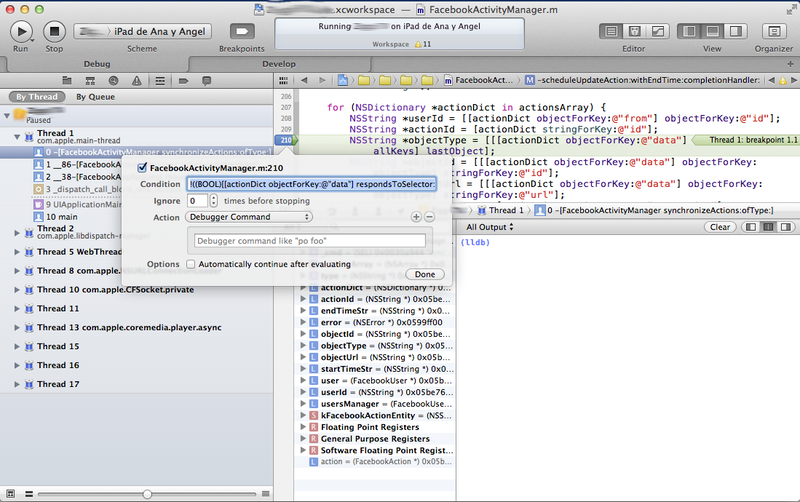 .xcworkspace — FacebookActivityManager.m
Run
Stop
iPad de Ana y Angel
Scheme
Breakpoints
Running on iPad de Ana y Angel
Workspace 11
Editor
View
Organizer
Debug
Develop
By Thread
By Queue
Paused
Thread 1
com.apple.main-thread
0 -[FacebookActivityManager synchronizeActions:ofType:]
1 __86-[FacebookA
2 __38-[FacebookA
3 _dispatch_call_block
9 UIApplicationMain
10 main
Thread 2
com.apple.libdispatch-manager
Thread 5 WebThread
Thread 8 com.apple.
Thread 10 com.apple.CFSocket.private
Thread 11
Thread 13 com.apple.coremedia.player.async
Thread 15
Thread 16
Thread 17
FacebookAct...
M -scheduleUpdateAction:withEndTime:completionHandler:
206
207
208
209
210
for (NSDictionary *actionDict in actionsArray) {
NSString *userId = [[actionDict objectForKey:@"from"] objectForKey:@"id"];
NSString *actionId = [actionDict stringForKey:@"id"];
NSString *objectType = [[[actionDict objectForKey:@"data"]
allKeys] lastObject];
Thread 1: breakpoint 1.1
d = [[[actionDict objectForKey:@"data"] objectForKey:
@"id"];
rl = [[[actionDict objectForKey:@"data"] objectForKey:
@"url"];
FacebookActivityManager.m:210
Condition
!((BOOL)[[actionDict objectForKey:@"data"] respondsToSelector:
Ignore
0
times before stopping
Action
Debugger Command
Debugger command like "po foo"
Options
Automatically continue after evaluating
Done
Thread 1
0 -[FacebookActivityManager synchronizeActions:ofType:]
All Output
Clear
(lldb)
actionDict = (NSDictionary *) 0x05b...
actionId = (NSString *) 0x05be...
endTimeStr = (NSString *) 0x05b...
error = (NSError *) 0x0599ff00
objectId = (NSString *) 0x05be...
objectType = (NSString *) 0x05...
objectUrl = (NSString *) 0x05b...
startTimeStr = (NSString *) 0x05b...
user = (FacebookUser *) 0x05b...
userId = (NSString *) 0x05be76...
usersManager = (FacebookUse...
kFacebookActionEntity = (NSS...
Floating Point Registers
General Purpose Registers
Software Floating Point Regist...
action = (FacebookAction *) 0x05b...